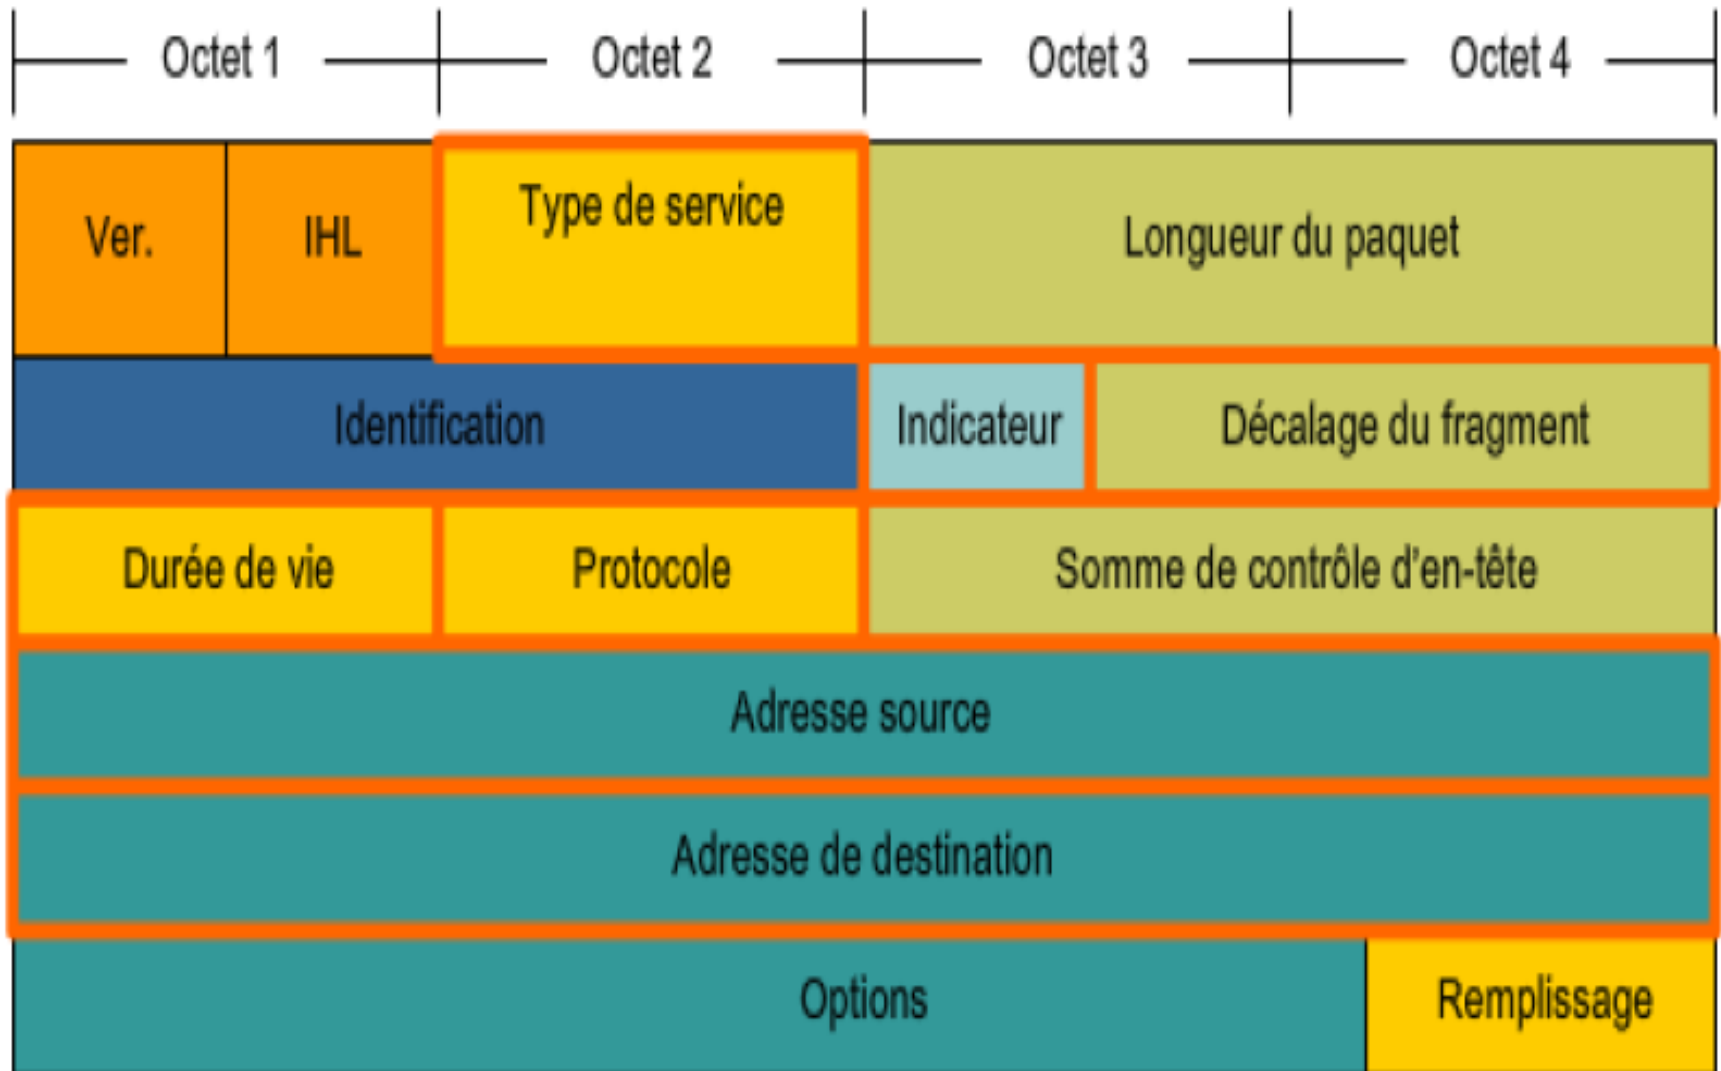 Octet 1 Octet 2 Octet 3 Octet 4
Ver. IHL Type de service Longueur du paquet
Identification Indicateur Décalage du fragment
Durée de vie Protocole Somme de contrôle d'en-tête
Adresse source
Adresse de destination
Options Remplissage